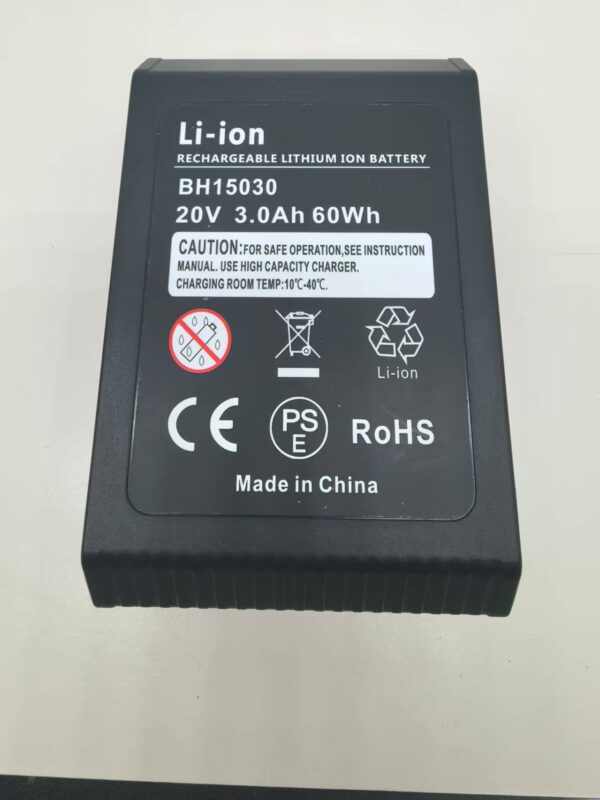 Li-ion
RECHARGEABLE LITHIUM ION BATTERY
BH15030
20V 3.0Ah 60Wh
CAUTION:FOR SAFE OPERATION,SEE INSTRUCTION
MANUAL. USE HIGH CAPACITY CHARGER.
CHARGING ROOM TEMP:10℃-40℃.
Li-ion
CE PS E RoHS
Made in China